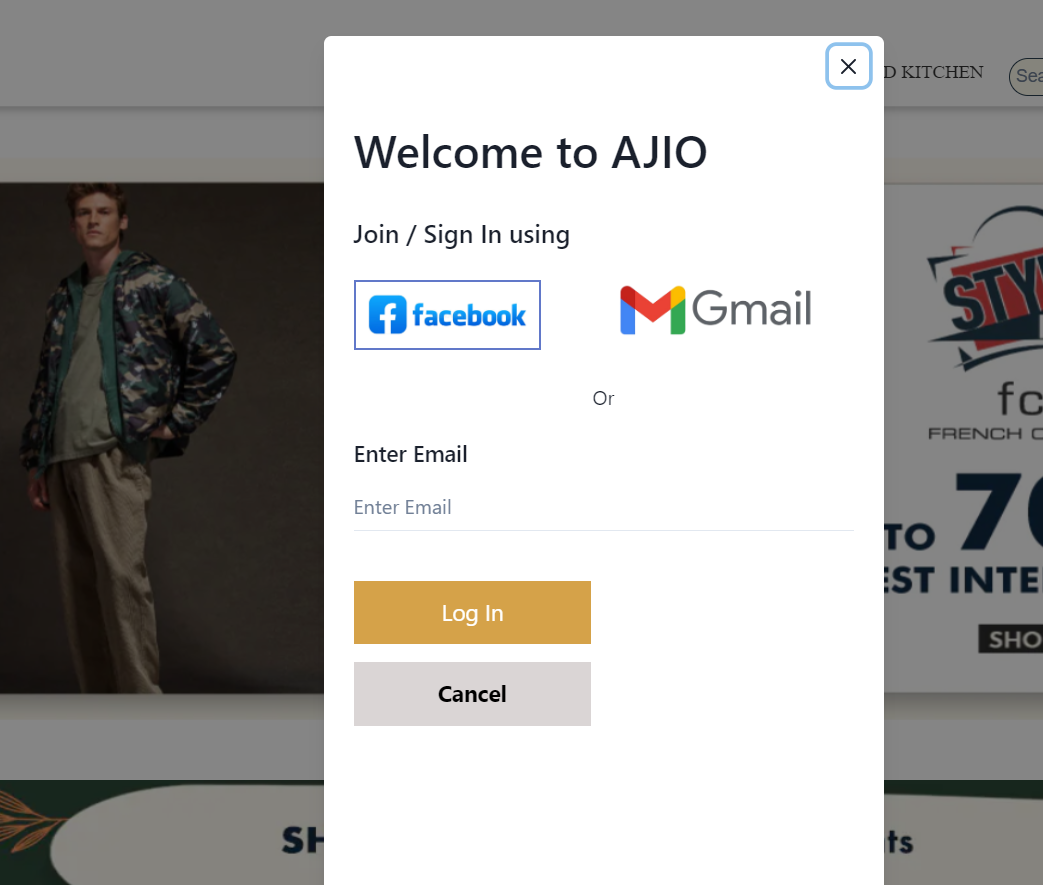 D KITCHEN
Sea
Welcome to AJIO
Join / Sign In using
facebook
Gmail
Or
Enter Email
Enter Email
Log In
Cancel
STY
fc
FRENCH C
TO 70
EST INTE
SHO
SH
ts